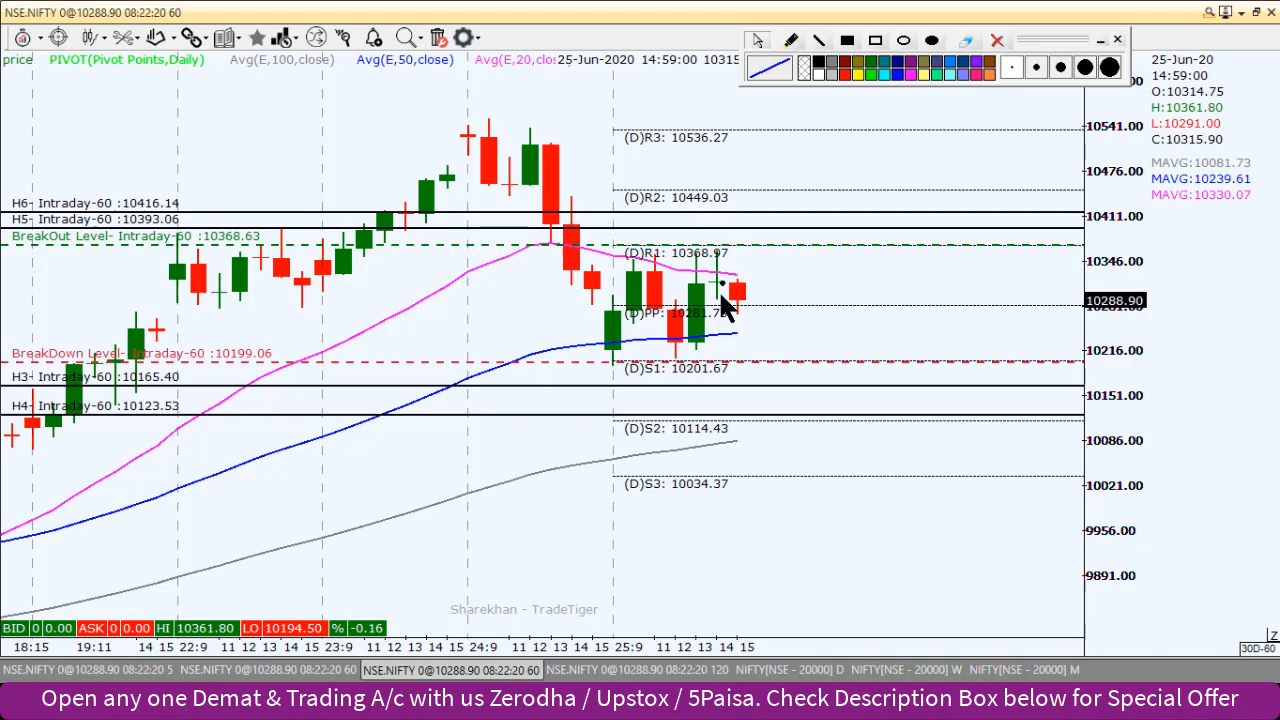 NSE.NIFTY 0@10288.90 08:22:20 60
price PIVOT(Pivot Points,Daily) Avg(E,100,close) Avg(E,50,close) Avg(E,20,clos 25-Jun-2020 14:59:00 10315
25-Jun-20
14:59:00
O:10314.75
H:10361.80
L:10291.00
C:10315.90
MAVG:10081.73
MAVG:10239.61
MAVG:10330.07
10541.00
10476.00
10411.00
10346.00
10288.90
10216.00
10151.00
10086.00
10021.00
9956.00
9891.00
(D)R3: 10536.27
(D)R2: 10449.03
H6- Intraday-60 :10416.14
H5- Intraday-60 :10393.06
BreakOut Level- Intraday-60 :10368.63
(D)R1: 10368.97
(D)PP: 10281.7
BreakDown Level- Intraday-60 :10199.06
(D)S1: 10201.67
H3- Intraday-60 :10165.40
H4- Intraday-60 :10123.53
(D)S2: 10114.43
(D)S3: 10034.37
Sharekhan - TradeTiger
BID 0 0.00 ASK 0 0.00 HI 10361.80 LO 10194.50 % -0.16
18:15 19:11 14 15 22:9 11 12 13 14 15 23:9 11 12 13 14 15 24:9 11 12 13 14 15 25:9 11 12 13 14 15
Z
30D-60
NSE.NIFTY 0@10288.90 08:22:20 5 NSE.NIFTY 0@10288.90 08:22:20 60 NSE.NIFTY 0@10288.90 08:22:20 60 NSE.NIFTY 0@10288.90 08:22:20 120 NIFTY[NSE - 20000] D NIFTY[NSE - 20000] W NIFTY[NSE - 20000] M
Open any one Demat & Trading A/c with us Zerodha / Upstox / 5Paisa. Check Description Box below for Special Offer